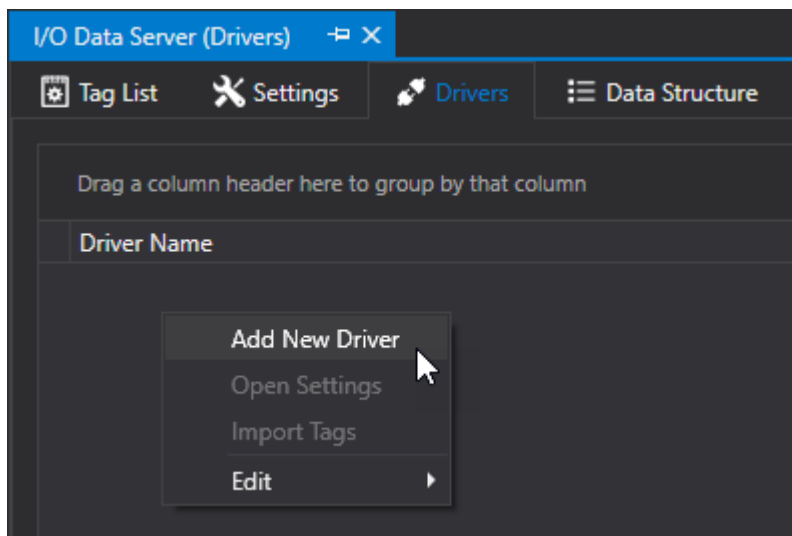 I/O Data Server (Drivers)
Tag List Settings Drivers Data Structure
Drag a column header here to group by that column
Driver Name
Add New Driver
Open Settings
Import Tags
Edit